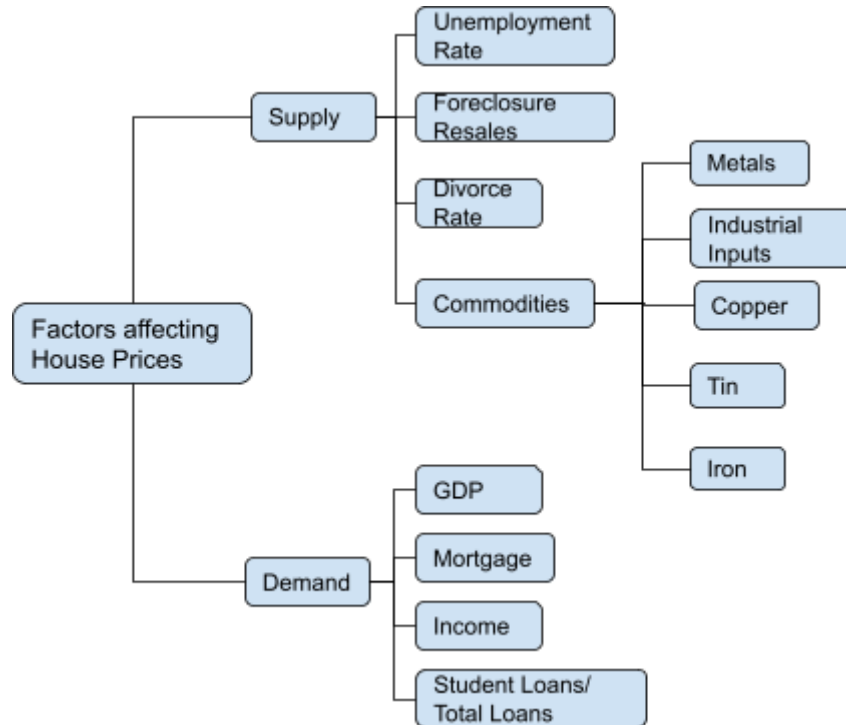 Unemployment
Rate
Supply
Foreclosure
Resales
Metals
Divorce
Rate
Industrial
Inputs
Commodities
Copper
Factors affecting
House Prices
Tin
Iron
GDP
Mortgage
Demand
Income
Student Loans/
Total Loans